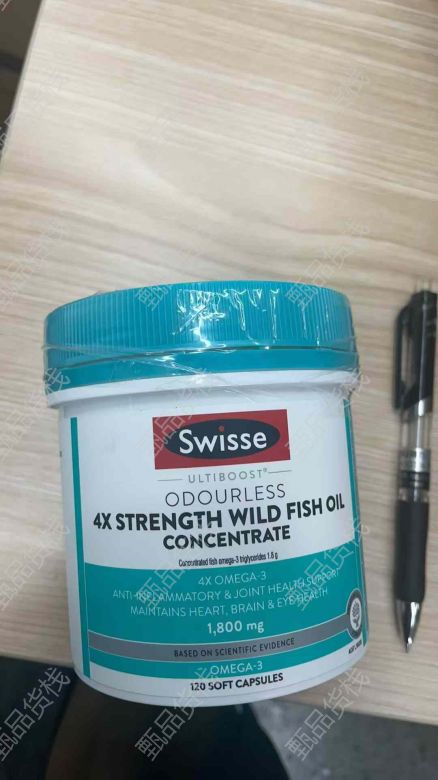 Swisse
ULTIBOOST®
ODOURLESS
4X STRENGTH WILD FISH OIL
CONCENTRATE
Concentrated fish omega-3 triglycerides 1.8 g
4X OMEGA-3
ANTI-INFLAMMATORY & JOINT HEALTH SUPPORT
MAINTAINS HEART, BRAIN & EYE HEALTH
1,800 mg
BASED ON SCIENTIFIC EVIDENCE
OMEGA-3
120 SOFT CAPSULES
甄品货栈